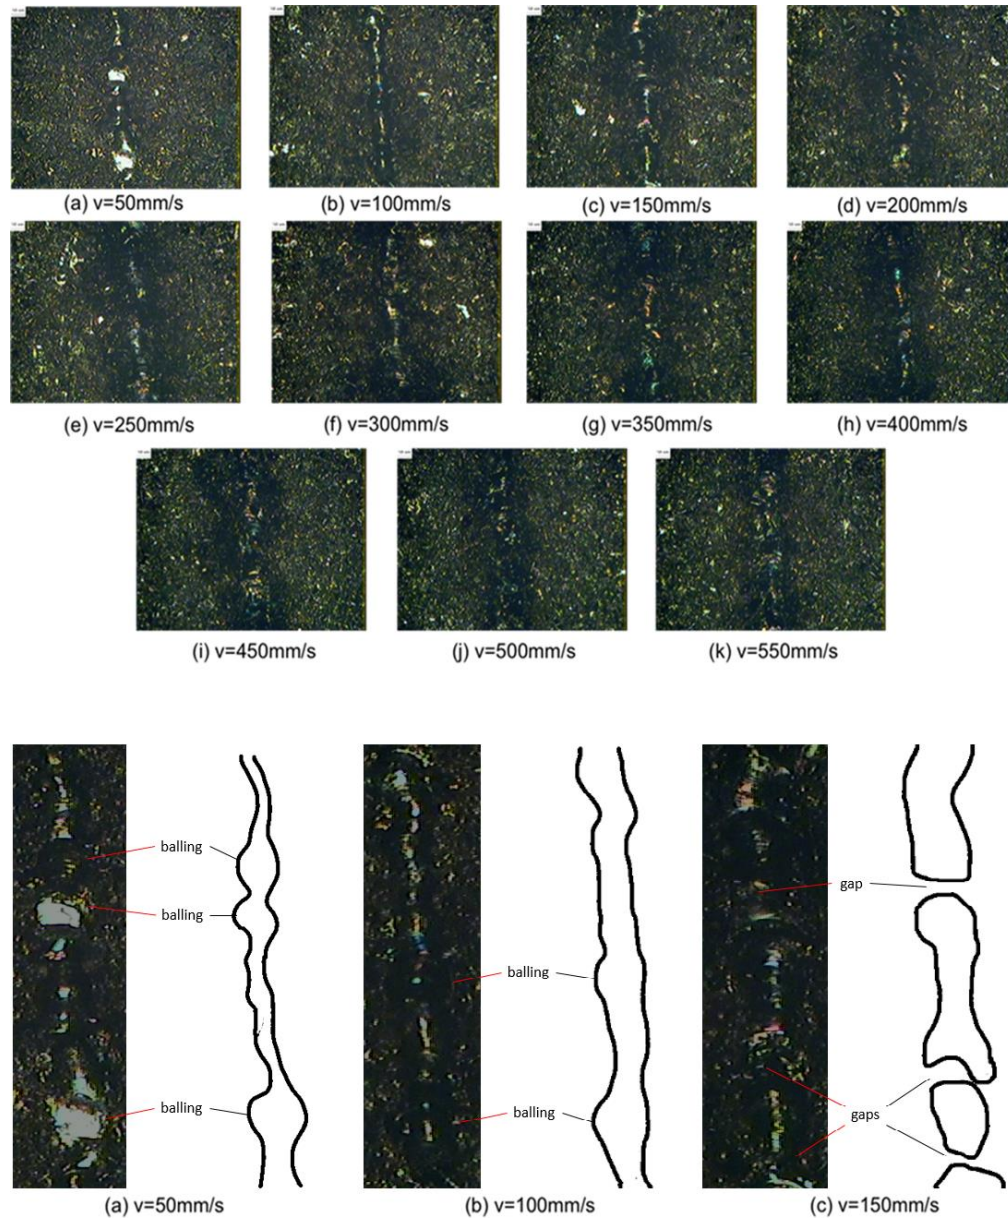 (a) v=50mm/s
(b) v=100mm/s
(c) v=150mm/s
(d) v=200mm/s
(e) v=250mm/s
(f) v=300mm/s
(g) v=350mm/s
(h) v=400mm/s
(i) v=450mm/s
(j) v=500mm/s
(k) v=550mm/s
balling
balling
balling
balling
balling
gap
gaps
(a) v=50mm/s
(b) v=100mm/s
(c) v=150mm/s